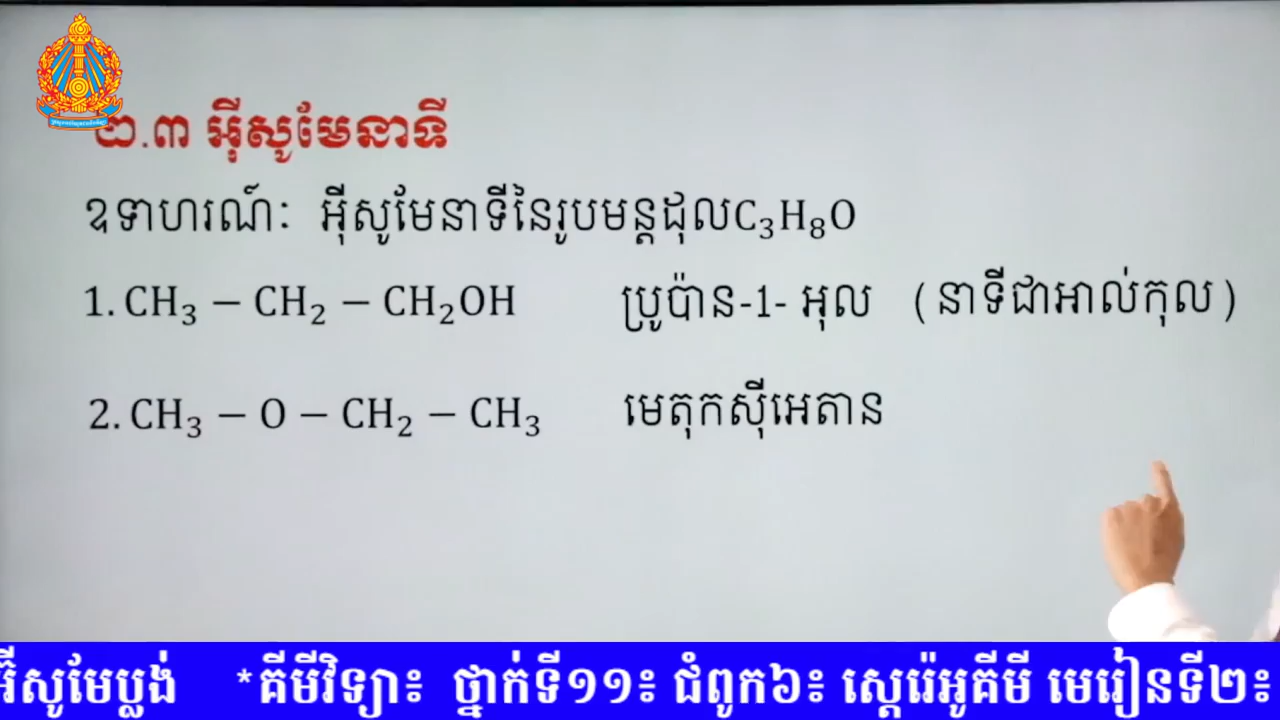 ៣ អ៊ីសូមែនាទី
ឧទាហរណ៍ៈ អ៊ីសូមែនាទីនៃរូបមន្តដុលC₃H₈O
1. CH₃ − CH₂ − CH₂OH ប្រូប៉ាន-1- អុល (នាទីជាអាល់កុល)
2. CH₃ − O − CH₂ − CH₃ មេតុកស៊ីអេតាន
អ៊ីសូមែប្លង់ *គីមីវិទ្យា៖ ថ្នាក់ទី១១៖ ជំពូក៦៖ ស្តេរ៉េអូគីមី មេរៀនទី២៖